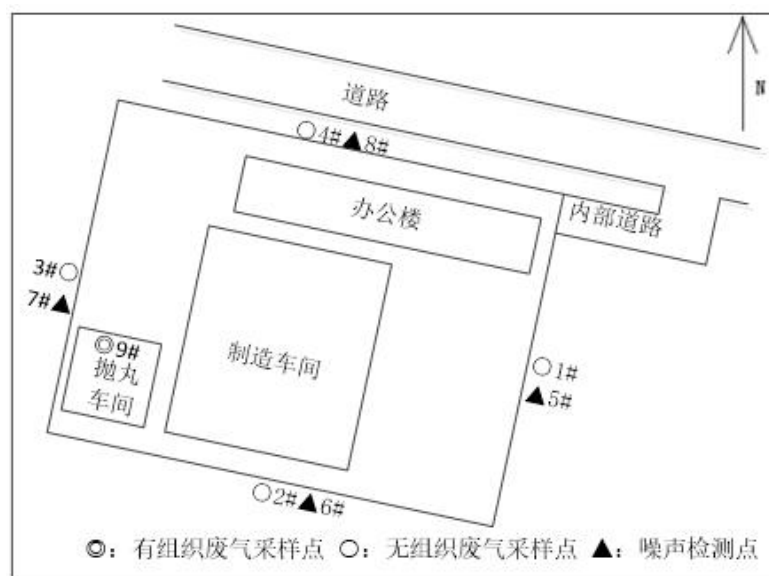 道路
N
○4#▲8#
办公楼
内部道路
3#○
7#▲
◎9#
抛丸
车间
制造车间
○1#
▲5#
○2#▲6#
◎：有组织废气采样点 ○：无组织废气采样点 ▲：噪声检测点